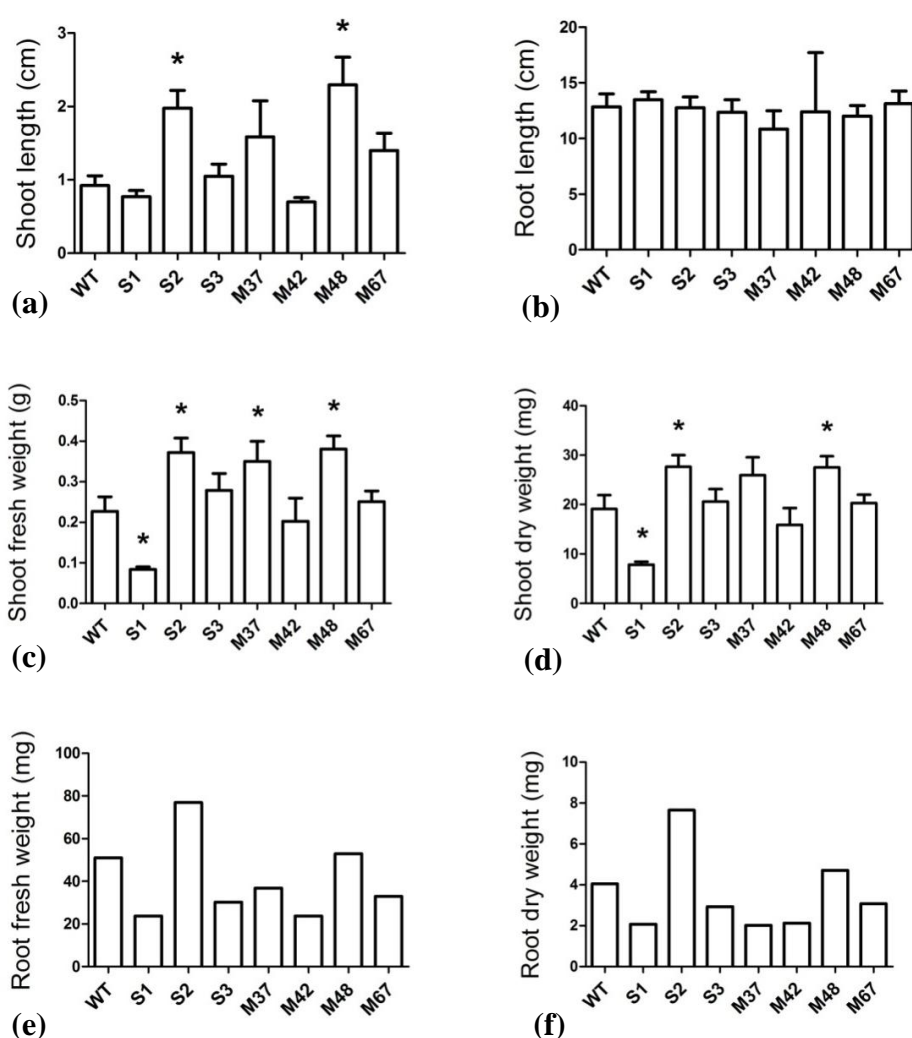 Shoot length (cm)
3
2
1
0
*
*
WT S1 S2 S3 M37 M42 M48 M67
(a)
Root length (cm)
20
15
10
5
0
WT S1 S2 S3 M37 M42 M48 M67
(b)
Shoot fresh weight (g)
0.5
0.4
0.3
0.2
0.1
0.0
*
*
*
*
WT S1 S2 S3 M37 M42 M48 M67
(c)
Shoot dry weight (mg)
40
30
20
10
0
*
*
*
WT S1 S2 S3 M37 M42 M48 M67
(d)
Root fresh weight (mg)
100
80
60
40
20
0
WT S1 S2 S3 M37 M42 M48 M67
(e)
Root dry weight (mg)
10
8
6
4
2
0
WT S1 S2 S3 M37 M42 M48 M67
(f)